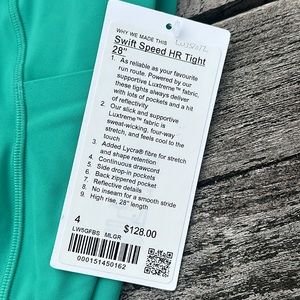 WHY WE MADE THIS
Swift Speed HR Tight
28"
1. As reliable as your favourite
run route. Powered by our
supportive Luxtreme™ fabric,
these tights always deliver
with lots of pockets and a hit
of reflectivity
2. Our slick and supportive
Luxtreme™ fabric is
sweat-wicking, four-way
stretch, and feels cool to the
touch
3. Added Lycra® fibre for stretch
and shape retention
4. Continuous drawcord
5. Side drop-in pockets
6. Back zippered pocket
7. Reflective details
8. No inseam for a smooth stride
9. High rise, 28" length
4 $128.00
LW5GFBS MLGR
000151450162